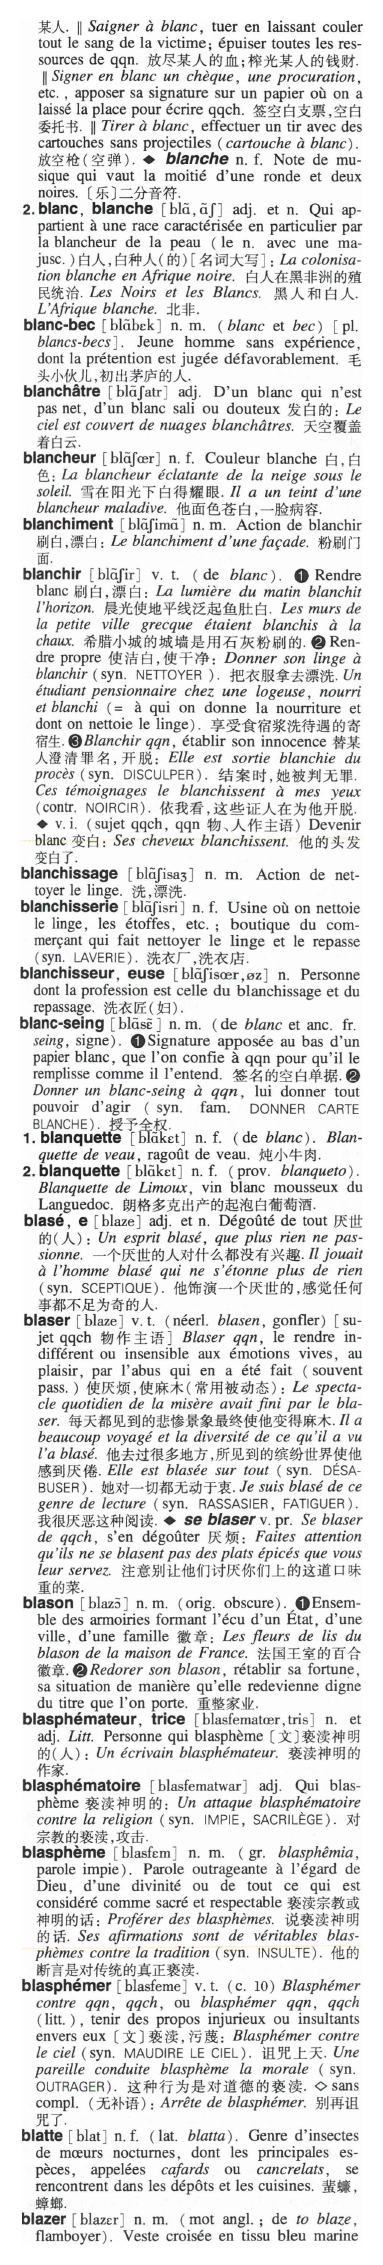 某人. ‖ Saigner à blanc, tuer en laissant couler
tout le sang de la victime; épuiser toutes les res-
sources de qqn. 放尽某人的血;榨光某人的钱财.
‖ Signer en blanc un chèque, une procuration,
etc. , apposer sa signature sur un papier où on a
laissé la place pour écrire qqch. 签空白支票,空白
委托书. ‖ Tirer à blanc, effectuer un tir avec des
cartouches sans projectiles (cartouche à blanc).
放空枪(空弹). ◆ blanche n. f. Note de mu-
sique qui vaut la moitié d'une ronde et deux
noires. 〔乐〕二分音符.
2. blanc, blanche [blɑ̃, ɑ̃ʃ] adj. et n. Qui ap-
partient à une race caractérisée en particulier par
la blancheur de la peau (le n. avec une ma-
jusc. )白人,白种人(的)[名词大写]: La colonisa-
tion blanche en Afrique noire. 白人在黑非洲的殖
民统治. Les Noirs et les Blancs. 黑人和白人.
L'Afrique blanche. 北非.
blanc-bec [blɑ̃bɛk] n. m. (blanc et bec) [pl.
blancs-becs]. Jeune homme sans expérience,
dont la prétention est jugée défavorablement. 毛
头小伙儿,初出茅庐的人.
blanchâtre [blɑ̃ʃatr] adj. D'un blanc qui n'est
pas net, d'un blanc sali ou douteux 发白的: Le
ciel est couvert de nuages blanchâtres. 天空覆盖
着白云.
blancheur [blɑ̃ʃœr] n. f. Couleur blanche 白,白
色: La blancheur éclatante de la neige sous le
soleil. 雪在阳光下白得耀眼. Il a un teint d'une
blancheur maladive. 他面色苍白,一脸病容.
blanchiment [blɑ̃ʃimɑ̃] n. m. Action de blanchir
刷白,漂白: Le blanchiment d'une façade. 粉刷门
面.
blanchir [blɑ̃ʃir] v. t. (de blanc). ❶ Rendre
blanc 刷白,漂白: La lumière du matin blanchit
l'horizon. 晨光使地平线泛起鱼肚白. Les murs de
la petite ville grecque étaient blanchis à la
chaux. 希腊小城的城墙是用石灰粉刷的. ❷ Ren-
dre propre 使洁白,使干净: Donner son linge à
blanchir (syn. NETTOYER ). 把衣服拿去漂洗. Un
étudiant pensionnaire chez une logeuse, nourri
et blanchi (= à qui on donne la nourriture et
dont on nettoie le linge). 享受食宿浆洗待遇的寄
宿生. ❸ Blanchir qqn, établir son innocence 替某
人澄清罪名,开脱: Elle est sortie blanchie du
procès (syn. DISCULPER). 结案时,她被判无罪.
Ces témoignages le blanchissent à mes yeux
(contr. NOIRCIR). 依我看,这些证人在为他开脱.
◆ v. i. (sujet qqch, qqn 物、人作主语) Devenir
blanc 变白: Ses cheveux blanchissent. 他的头发
变白了.
blanchissage [blɑ̃ʃisaʒ] n. m. Action de net-
toyer le linge. 洗,漂洗.
blanchisserie [blɑ̃ʃisri] n. f. Usine où on nettoie
le linge, les étoffes, etc. ; boutique du com-
merçant qui fait nettoyer le linge et le repasse
(syn. LAVERIE). 洗衣厂,洗衣店.
blanchisseur, euse [blɑ̃ʃisœr, øz] n. Personne
dont la profession est celle du blanchissage et du
repassage. 洗衣匠(妇).
blanc-seing [blɑ̃sɛ̃] n. m. (de blanc et anc. fr.
seing, signe). ❶ Signature apposée au bas d'un
papier blanc, que l'on confie à qqn pour qu'il le
remplisse comme il l'entend. 签名的空白单据. ❷
Donner un blanc-seing à qqn, lui donner tout
pouvoir d'agir ( syn. fam. DONNER CARTE
BLANCHE). 授予全权.
1. blanquette [blɑ̃kɛt] n. f. (de blanc). Blan-
quette de veau, ragoût de veau. 炖小牛肉.
2. blanquette [blɑ̃kɛt] n. f. (prov. blanqueto).
Blanquette de Limoux, vin blanc mousseux du
Languedoc. 朗格多克出产的起泡白葡萄酒.
blasé, e [blaze] adj. et n. Dégoûté de tout 厌世
的(人): Un esprit blasé, que plus rien ne pas-
sionne. 一个厌世的人对什么都没有兴趣. Il jouait
à l'homme blasé qui ne s'étonne plus de rien
(syn. SCEPTIQUE). 他饰演一个厌世的,感觉任何
事都不足为奇的人.
blaser [blaze] v. t. (néerl. blasen, gonfler) [su-
jet qqch 物作主语] Blaser qqn, le rendre in-
différent ou insensible aux émotions vives, au
plaisir, par l'abus qui en a été fait (souvent
pass. ) 使厌烦,使麻木(常用被动态): Le specta-
cle quotidien de la misère avait fini par le bla-
ser. 每天都见到的悲惨景象最终使他变得麻木. Il a
beaucoup voyagé et la diversité de ce qu'il a vu
l'a blasé. 他去过很多地方,所见到的缤纷世界使他
感到厌倦. Elle est blasée sur tout (syn. DÉSA-
BUSER). 她对一切都无动于衷. Je suis blasé de ce
genre de lecture (syn. RASSASIER, FATIGUER).
我很厌恶这种阅读. ◆ se blaser v. pr. Se blaser
de qqch, s'en dégoûter 厌烦: Faites attention
qu'ils ne se blasent pas des plats épicés que vous
leur servez. 注意别让他们讨厌你们上的这道口味
重的菜.
blason [blazɔ̃] n. m. (orig. obscure). ❶ Ensem-
ble des armoiries formant l'écu d'un État, d'une
ville, d'une famille 徽章: Les fleurs de lis du
blason de la maison de France. 法国王室的百合
徽章. ❷ Redorer son blason, rétablir sa fortune,
sa situation de manière qu'elle redevienne digne
du titre que l'on porte. 重整家业.
blasphémateur, trice [blasfematœr, tris] n. et
adj. Litt. Personne qui blasphème [文]亵渎神明
的(人): Un écrivain blasphémateur. 亵渎神明的
作家.
blasphématoire [blasfematwar] adj. Qui blas-
phème 亵渎神明的: Un attaque blasphématoire
contre la religion (syn. IMPIE, SACRILÈGE). 对
宗教的亵渎,攻击.
blasphème [blasfɛm] n. m. (gr. blasphêmia,
parole impie). Parole outrageante à l'égard de
Dieu, d'une divinité ou de tout ce qui est
considéré comme sacré et respectable 亵渎宗教或
神明的话: Proférer des blasphèmes. 说亵渎神明
的话. Ses afirmations sont de véritables blas-
phèmes contre la tradition (syn. INSULTE). 他的
断言是对传统的真正亵渎.
blasphémer [blasfeme] v. t. (c. 10) Blasphémer
contre qqn, qqch, ou blasphémer qqn, qqch
(litt. ), tenir des propos injurieux ou insultants
envers eux [文]亵渎,污蔑: Blasphémer contre
le ciel (syn. MAUDIRE LE CIEL). 诅咒上天. Une
pareille conduite blasphème la morale ( syn.
OUTRAGER). 这种行为是对道德的亵渎. ◇ sans
compl. (无补语): Arrête de blasphémer. 别再诅
咒了.
blatte [blat] n. f. (lat. blatta). Genre d'insectes
de mœurs nocturnes, dont les principales es-
pèces, appelées cafards ou cancrelats, se
rencontrent dans les dépôts et les cuisines. 蜚蠊,
蟑螂.
blazer [blazɛr] n. m. (mot angl. ; de to blaze,
flamboyer). Veste croisée en tissu bleu marine